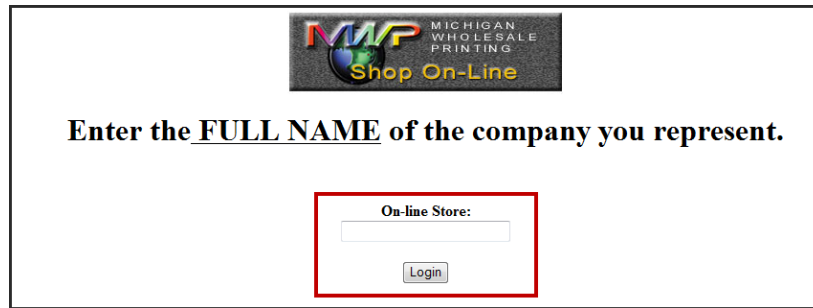 MWP
MICHIGAN
WHOLESALE
PRINTING
Shop On-Line
Enter the FULL NAME of the company you represent.
On-line Store:
Login